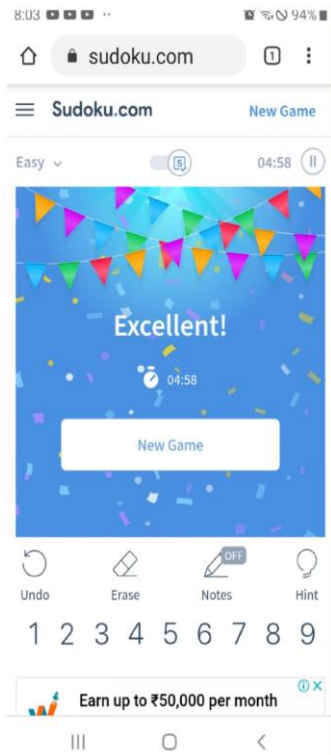 8:03 94%
sudoku.com 1
Sudoku.com New Game
Easy 5 04:58
Excellent!
04:58
New Game
OFF
Undo Erase Notes Hint
1 2 3 4 5 6 7 8 9
Earn up to ₹50,000 per month